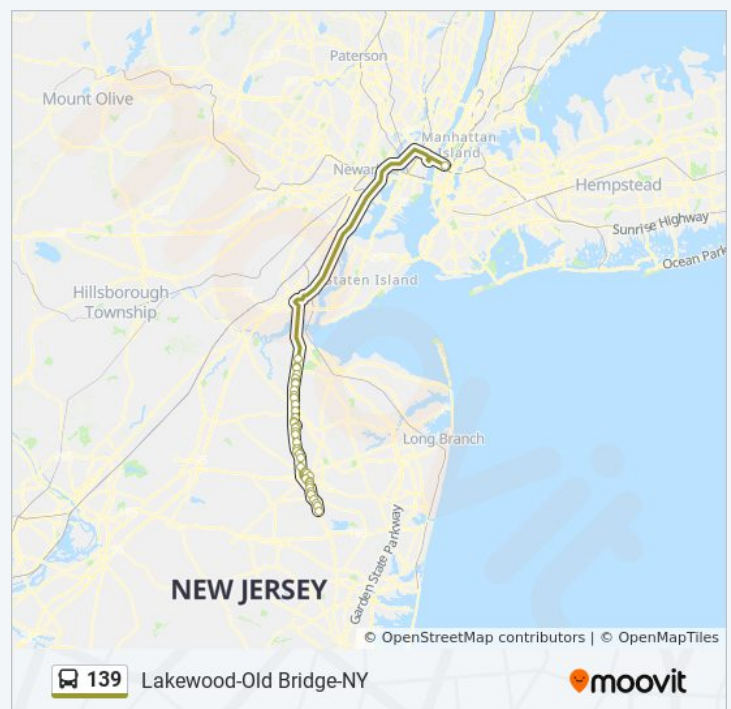 Paterson
Mount Olive
Manhattan
Island
Newar
Hempstead
Sunrise Highway
Ocean Park
Staten Island
Hillsborough
Township
Long Branch
Garden State Parkway
NEW JERSEY
© OpenStreetMap contributors | © OpenMapTiles
139 Lakewood-Old Bridge-NY
moovit